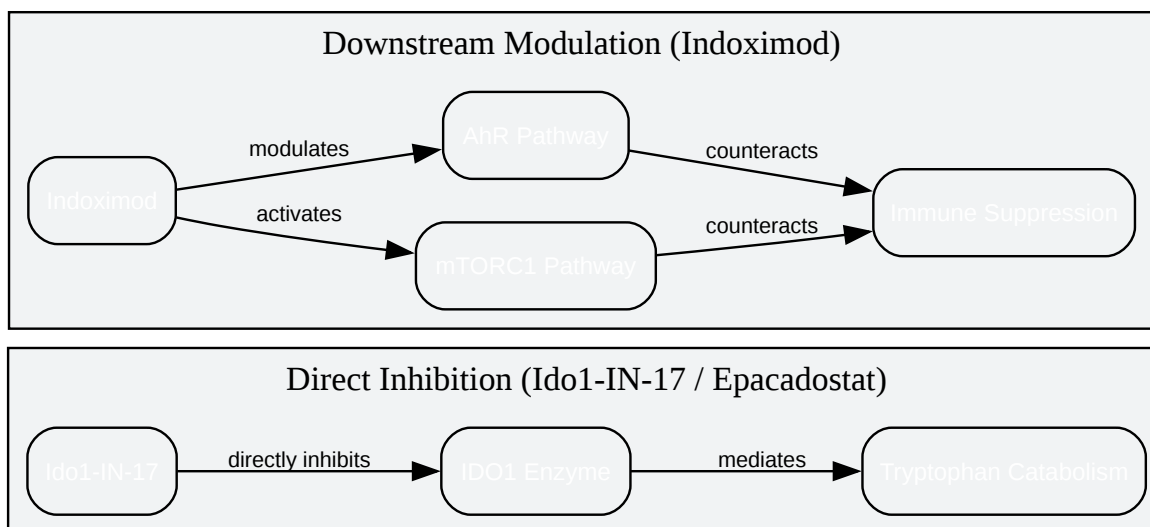 Downstream Modulation (Indoximod)
AhR Pathway
modulates
counteracts
Indoximod
Immune Suppression
activates
counteracts
mTORC1 Pathway
Direct Inhibition (Ido1-IN-17 / Epacadostat)
Ido1-IN-17
directly inhibits
IDO1 Enzyme
mediates
Tryptophan Catabolism